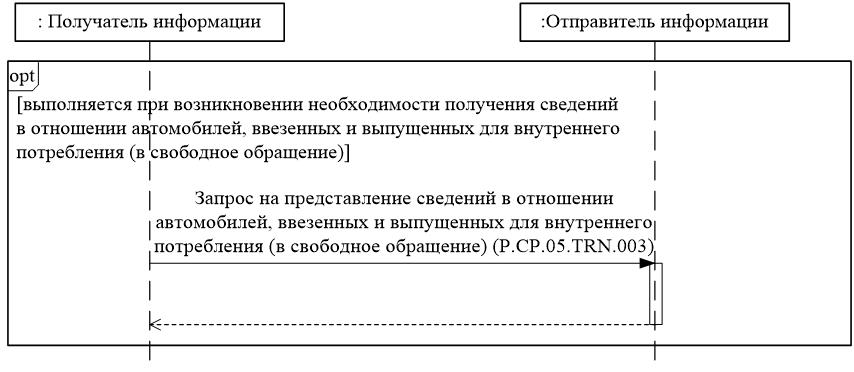 : Получатель информации
:Отправитель информации
opt
[выполняется при возникновении необходимости получения сведений
в отношении автомобилей, ввезенных и выпущенных для внутреннего
потребления (в свободное обращение)]
Запрос на представление сведений в отношении
автомобилей, ввезенных и выпущенных для внутреннего
потребления (в свободное обращение) (P.CP.05.TRN.003)